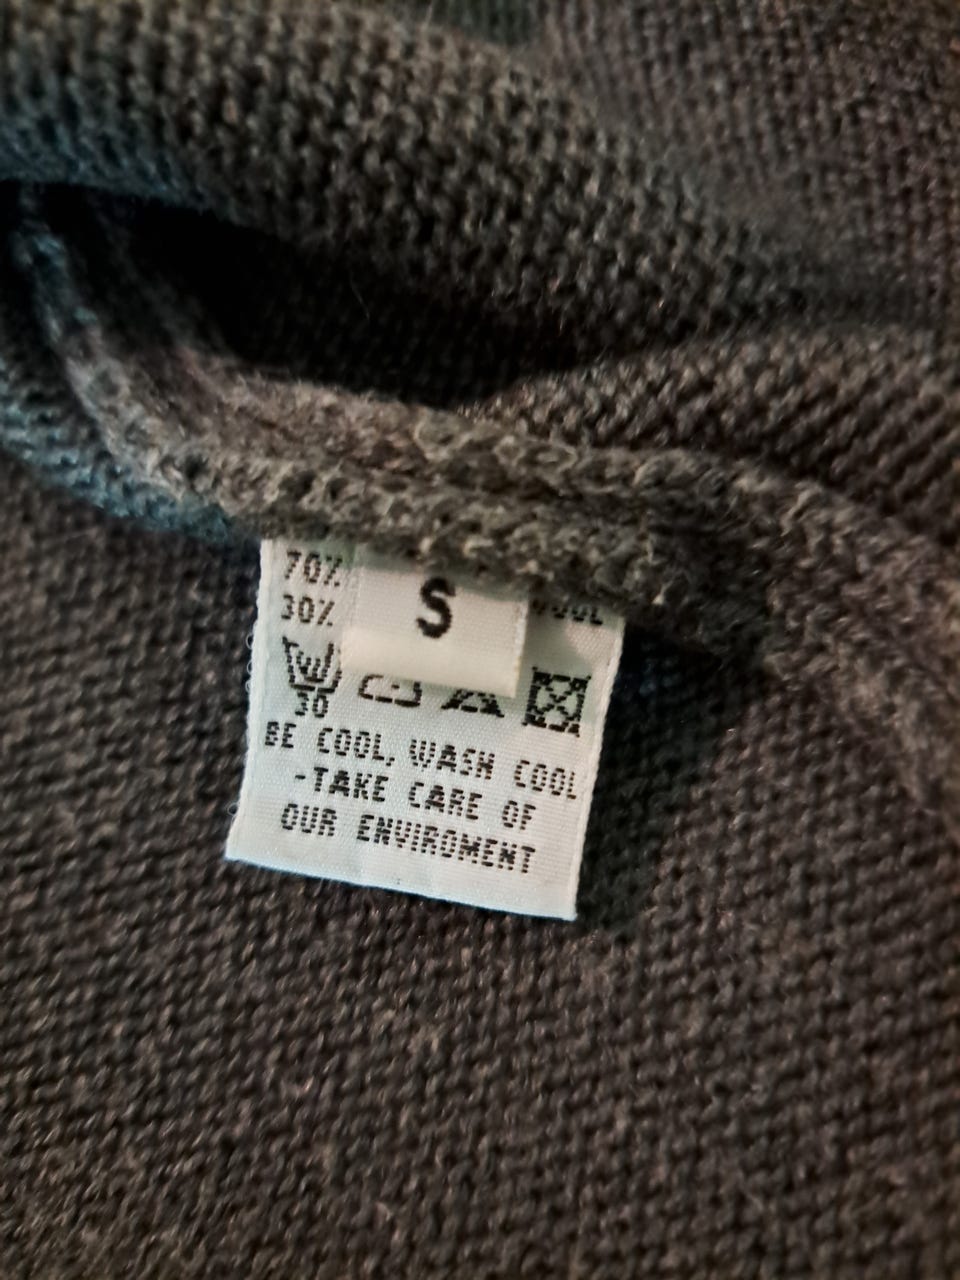 70%
30%
S
30
BE COOL, WASH COOL
-TAKE CARE OF
OUR ENVIROMENT